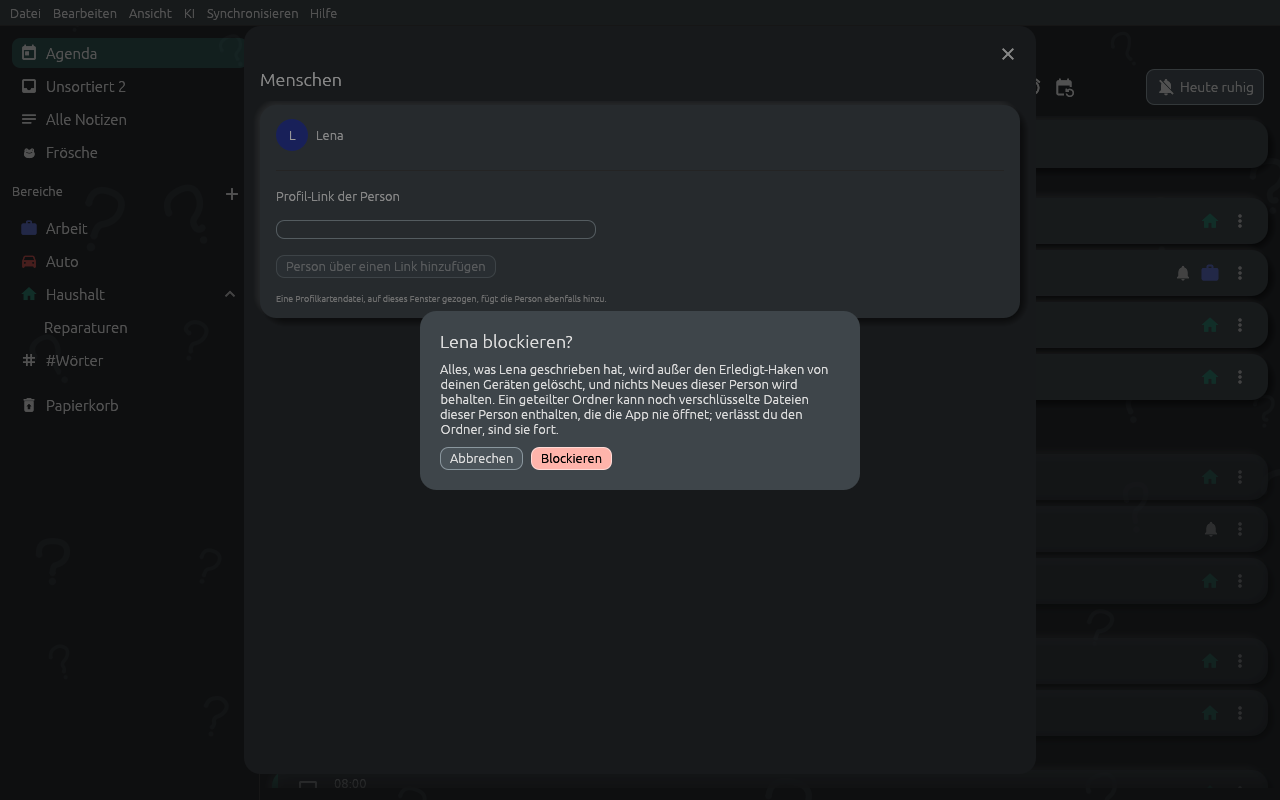 Datei Bearbeiten Ansicht KI Synchronisieren Hilfe
Agenda
Unsortiert 2
Alle Notizen
Frösche
Bereiche
Arbeit
Auto
Haushalt
Reparaturen
#Wörter
Papierkorb
Menschen
L Lena
Profil-Link der Person
Person über einen Link hinzufügen
Eine Profilkartendatei, auf dieses Fenster gezogen, fügt die Person ebenfalls hinzu.
Heute ruhig
Lena blockieren?
Alles, was Lena geschrieben hat, wird außer den Erledigt-Haken von
deinen Geräten gelöscht, und nichts Neues dieser Person wird
behalten. Ein geteilter Ordner kann noch verschlüsselte Dateien
dieser Person enthalten, die die App nie öffnet; verlässt du den
Ordner, sind sie fort.
Abbrechen Blockieren
08:00